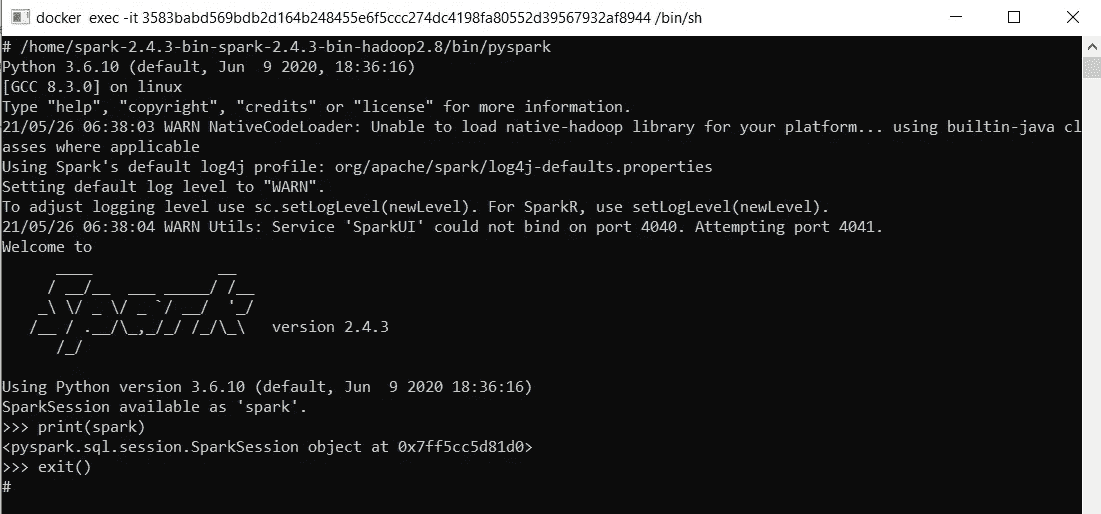 docker  exec -it 3583babd569bdb2d164b248455e6f5ccc274dc4198fa80552d39567932af8944 /bin/sh
# /home/spark-2.4.3-bin-spark-2.4.3-bin-hadoop2.8/bin/pyspark
Python 3.6.10 (default, Jun  9 2020, 18:36:16)
[GCC 8.3.0] on linux
Type "help", "copyright", "credits" or "license" for more information.
21/05/26 06:38:03 WARN NativeCodeLoader: Unable to load native-hadoop library for your platform... using builtin-java cl
asses where applicable
Using Spark's default log4j profile: org/apache/spark/log4j-defaults.properties
Setting default log level to "WARN".
To adjust logging level use sc.setLogLevel(newLevel). For SparkR, use setLogLevel(newLevel).
21/05/26 06:38:04 WARN Utils: Service 'SparkUI' could not bind on port 4040. Attempting port 4041.
Welcome to
      ____              __
     / __/__  ___ _____/ /__
    _\ \/ _ \/ _ `/ __/  '_/
   /__ / .__/\_,_/_/ /_/\_\   version 2.4.3
      /_/
Using Python version 3.6.10 (default, Jun  9 2020 18:36:16)
SparkSession available as 'spark'.
>>> print(spark)
<pyspark.sql.session.SparkSession object at 0x7ff5cc5d81d0>
>>> exit()
#